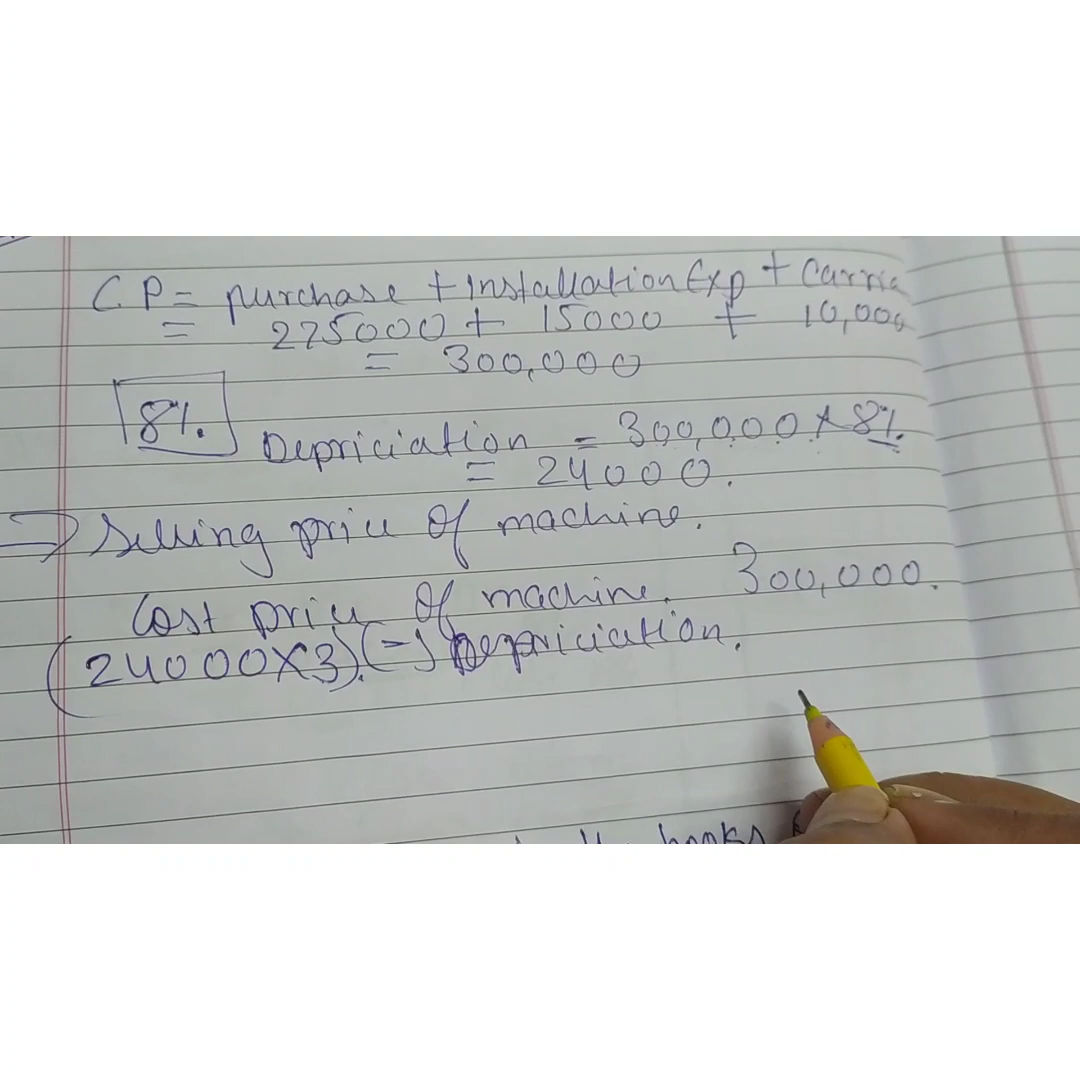 C.P = purchase + Installation Exp + Carria
= 275000 + 15000 + 10,000
= 300,000
8%.
Depriciation = 300,000 x 8%.
= 24000.
⇒ Selling price of machine.
Cost price of machine. 300,000.
(24000x3).(-) Depriciation.
books